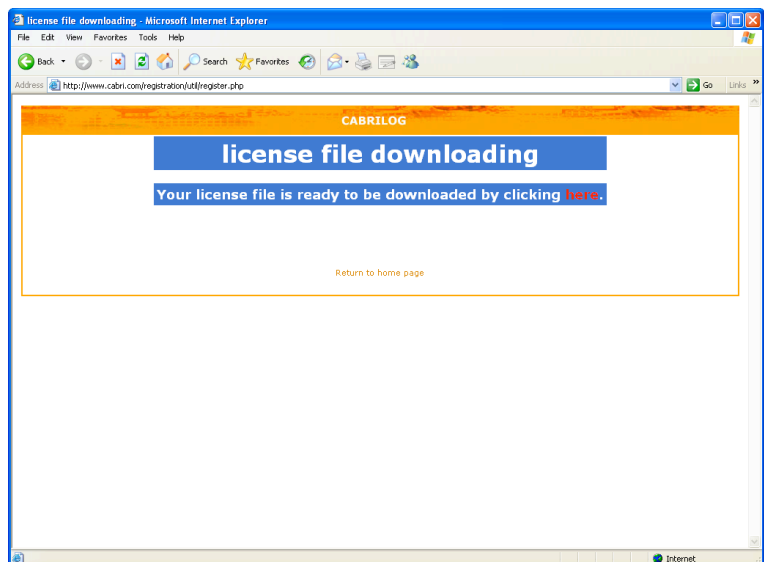 license file downloading - Microsoft Internet Explorer
File Edit View Favorites Tools Help
Back Search Favorites
Address http://www.cabri.com/registration/util/register.php Go Links »
CABRILOG
license file downloading
Your license file is ready to be downloaded by clicking here.
Return to home page
Internet